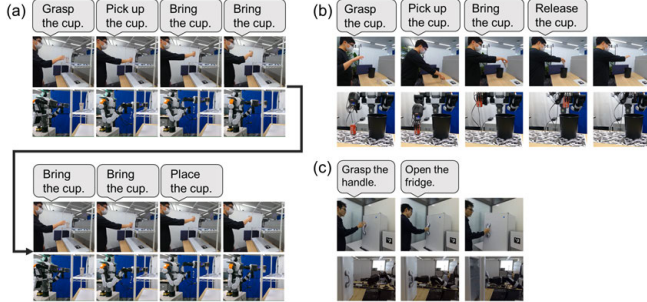 (a)
Grasp
the cup.
Pick up
the cup.
Bring
the cup.
Bring
the cup.
Bring
the cup.
Bring
the cup.
Place
the cup.
(b)
Grasp
the cup.
Pick up
the cup.
Bring
the cup.
Release
the cup.
(c)
Grasp the
handle.
Open the
fridge.